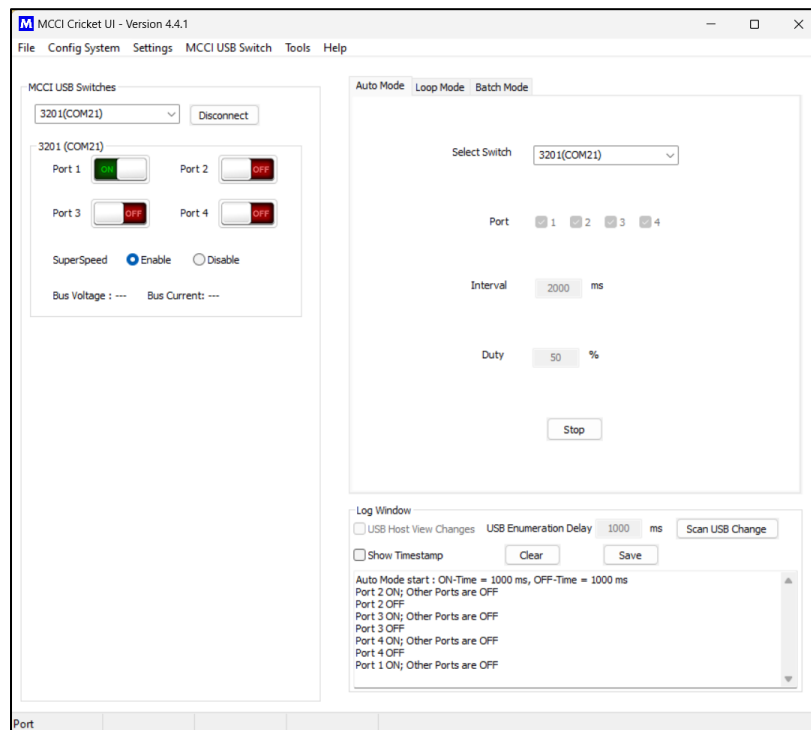 MCCI Cricket UI - Version 4.4.1
File Config System Settings MCCI USB Switch Tools Help
MCCI USB Switches
3201(COM21) Disconnect
3201 (COM21)
Port 1 ON Port 2 OFF
Port 3 OFF Port 4 OFF
SuperSpeed Enable Disable
Bus Voltage : --- Bus Current: ---
Auto Mode Loop Mode Batch Mode
Select Switch 3201(COM21)
Port 1 2 3 4
Interval 2000 ms
Duty 50 %
Stop
Log Window
USB Host View Changes USB Enumeration Delay 1000 ms Scan USB Change
Show Timestamp Clear Save
Auto Mode start : ON-Time = 1000 ms, OFF-Time = 1000 ms
Port 2 ON; Other Ports are OFF
Port 2 OFF
Port 3 ON; Other Ports are OFF
Port 3 OFF
Port 4 ON; Other Ports are OFF
Port 4 OFF
Port 1 ON; Other Ports are OFF
Port